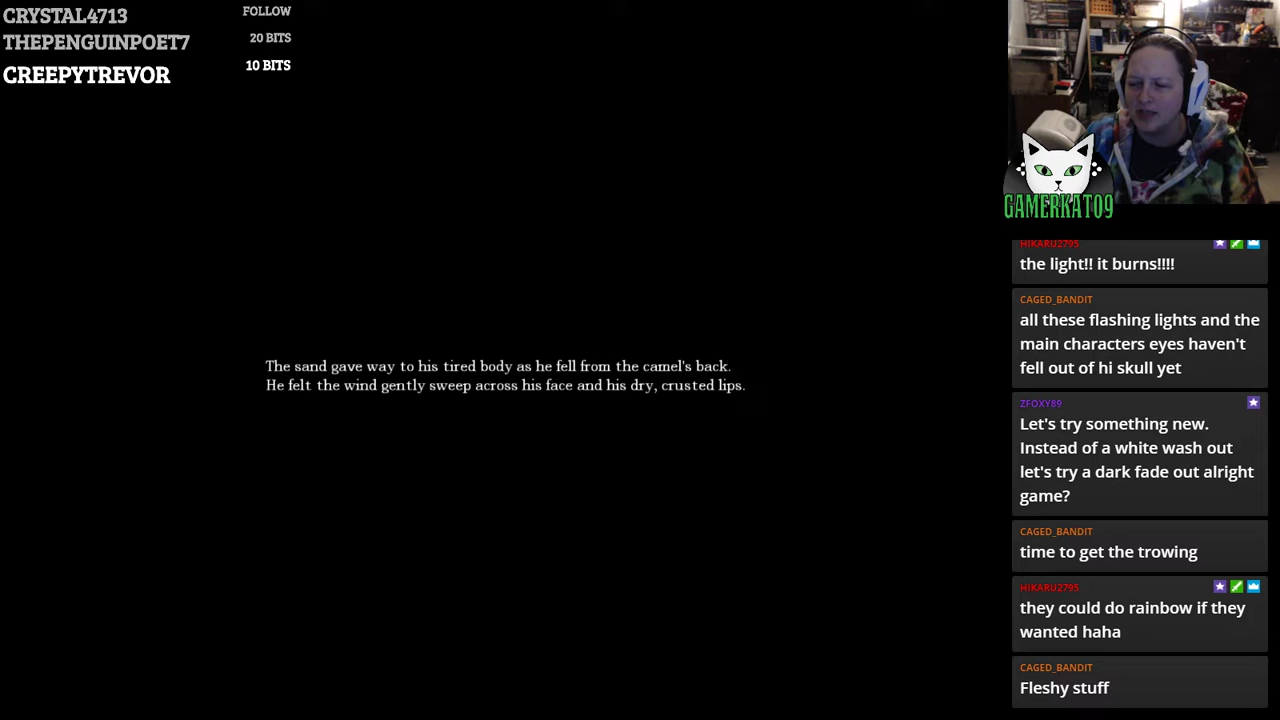 CRYSTAL4713 FOLLOW
THEPENGUINPOET7 20 BITS
CREEPYTREVOR 10 BITS
GAMERKAT09
HIKARU2795
the light!! it burns!!!!
CAGED_BANDIT
all these flashing lights and the
main characters eyes haven't
fell out of hi skull yet
ZFOXY89
Let's try something new.
Instead of a white wash out
let's try a dark fade out alright
game?
CAGED_BANDIT
time to get the trowing
HIKARU2795
they could do rainbow if they
wanted haha
CAGED_BANDIT
Fleshy stuff
The sand gave way to his tired body as he fell from the camel's back.
He felt the wind gently sweep across his face and his dry, crusted lips.